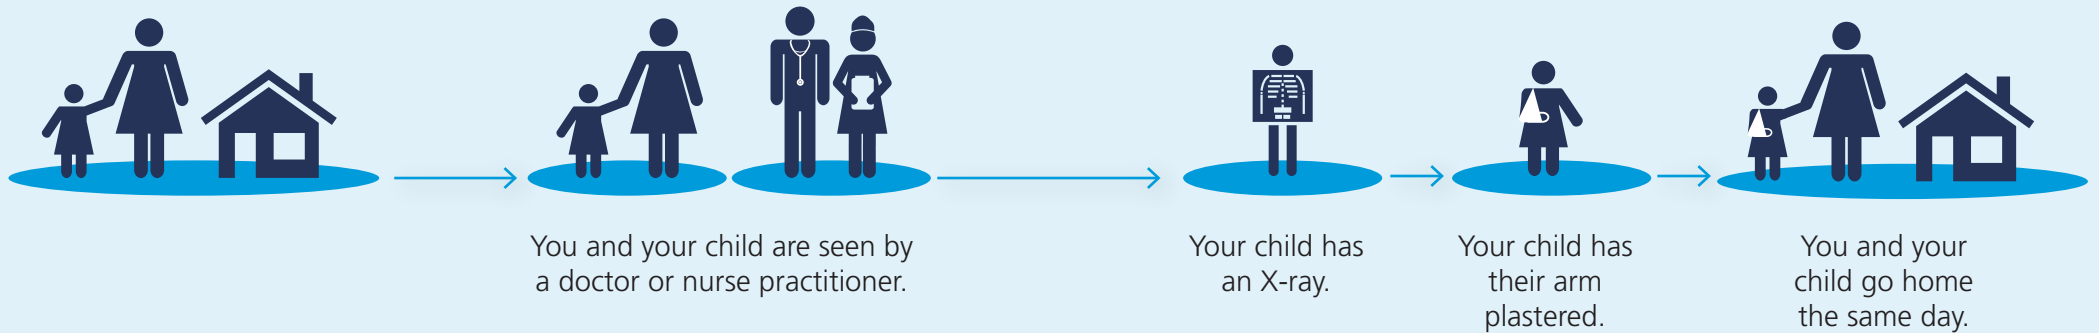 You and your child are seen by
a doctor or nurse practitioner.
Your child has
an X-ray.
Your child has
their arm
plastered.
You and your
child go home
the same day.